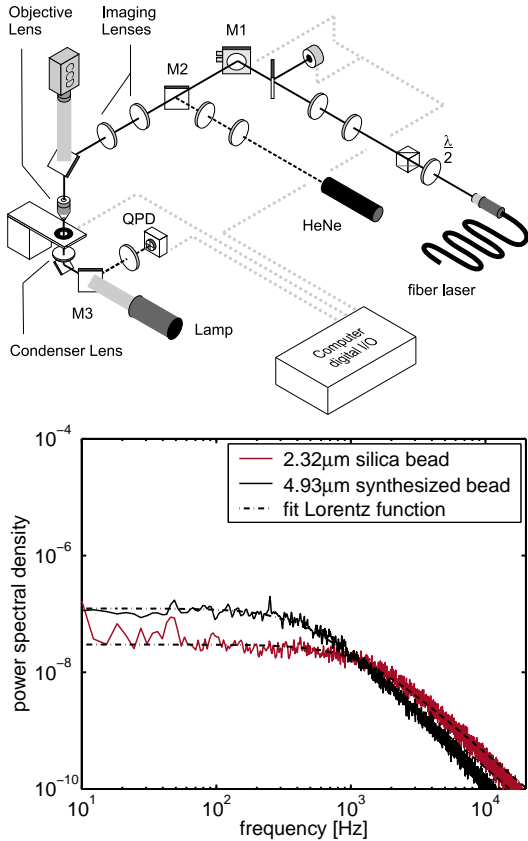 Objective
Lens
Imaging
Lenses
M1
M2
λ
2
HeNe
fiber laser
QPD
M3
Lamp
Condenser Lens
Computer
digital I/O
10⁻⁴
10⁻⁶
10⁻⁸
10⁻¹⁰
power spectral density
2.32μm silica bead
4.93μm synthesized bead
fit Lorentz function
10¹ 10² 10³ 10⁴
frequency [Hz]